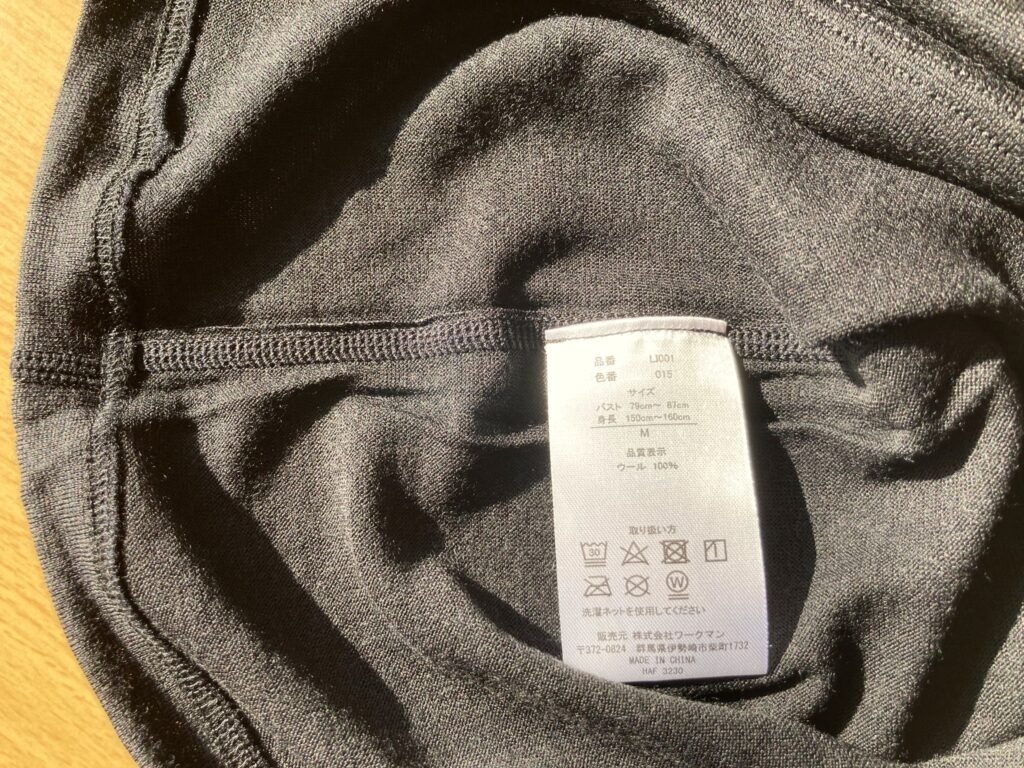 品番 LJ001
色番 015
サイズ
バスト 79cm～ 87cm
身長 150cm～160cm
M
品質表示
ウール 100%
取り扱い方
30
W
洗濯ネットを使用してください
販売元 株式会社ワークマン
〒372-0824 群馬県伊勢崎市柴町1732
MADE IN CHINA
HAF 3230